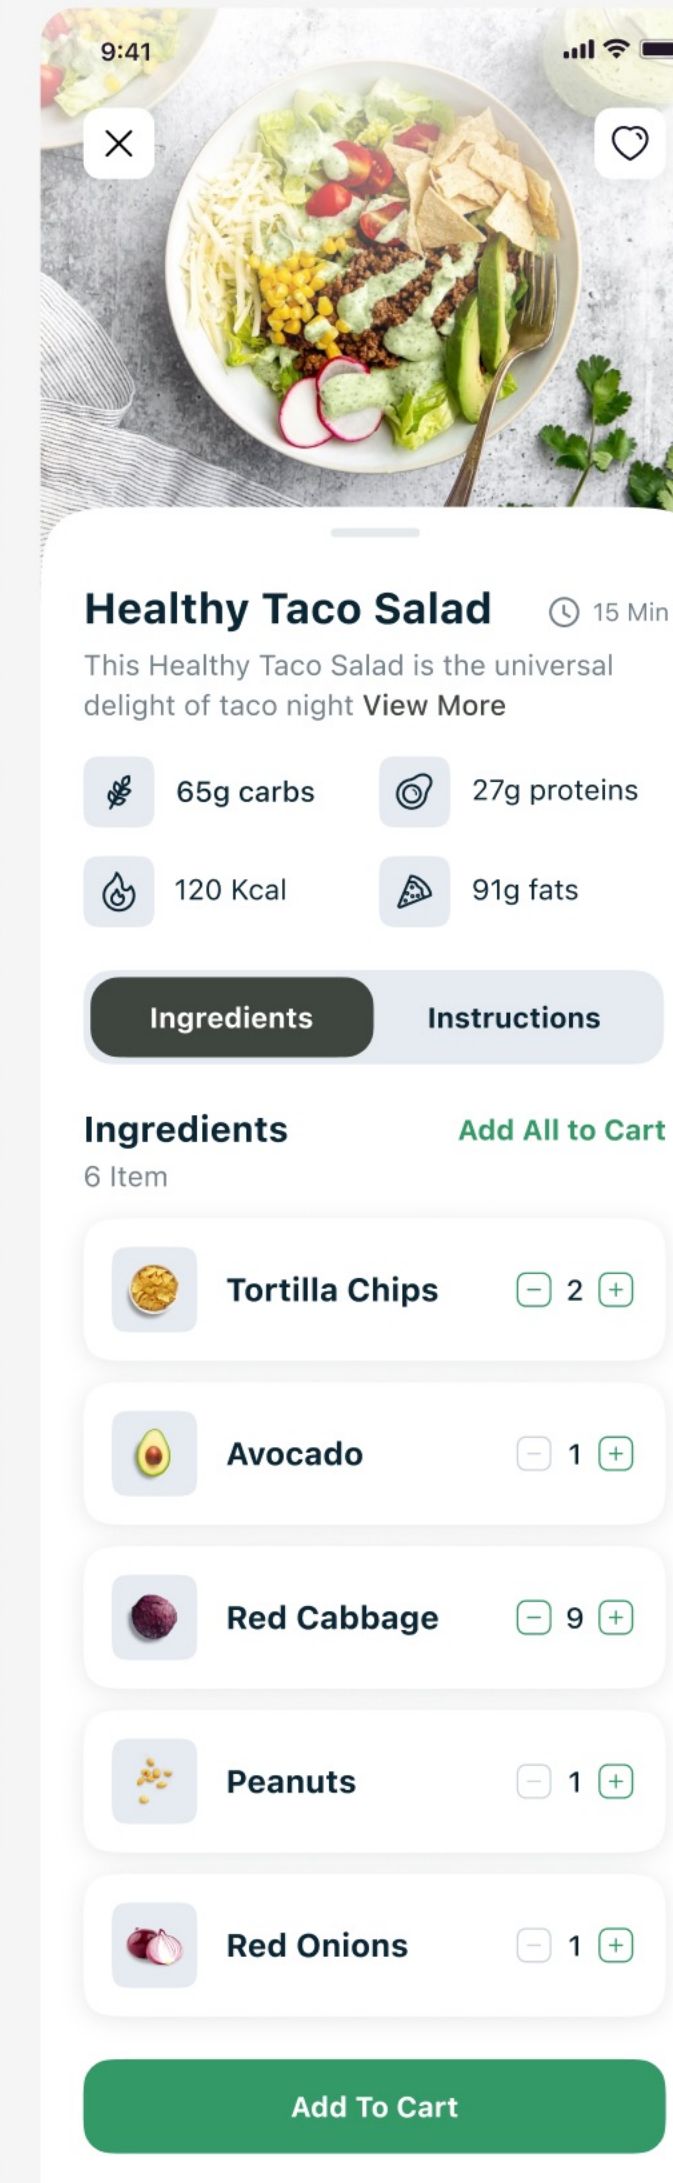 9:41
Healthy Taco Salad
15 Min
This Healthy Taco Salad is the universal
delight of taco night View More
65g carbs
27g proteins
120 Kcal
91g fats
Ingredients
Instructions
Ingredients
Add All to Cart
6 Item
Tortilla Chips
2
Avocado
1
Red Cabbage
9
Peanuts
1
Red Onions
1
Add To Cart